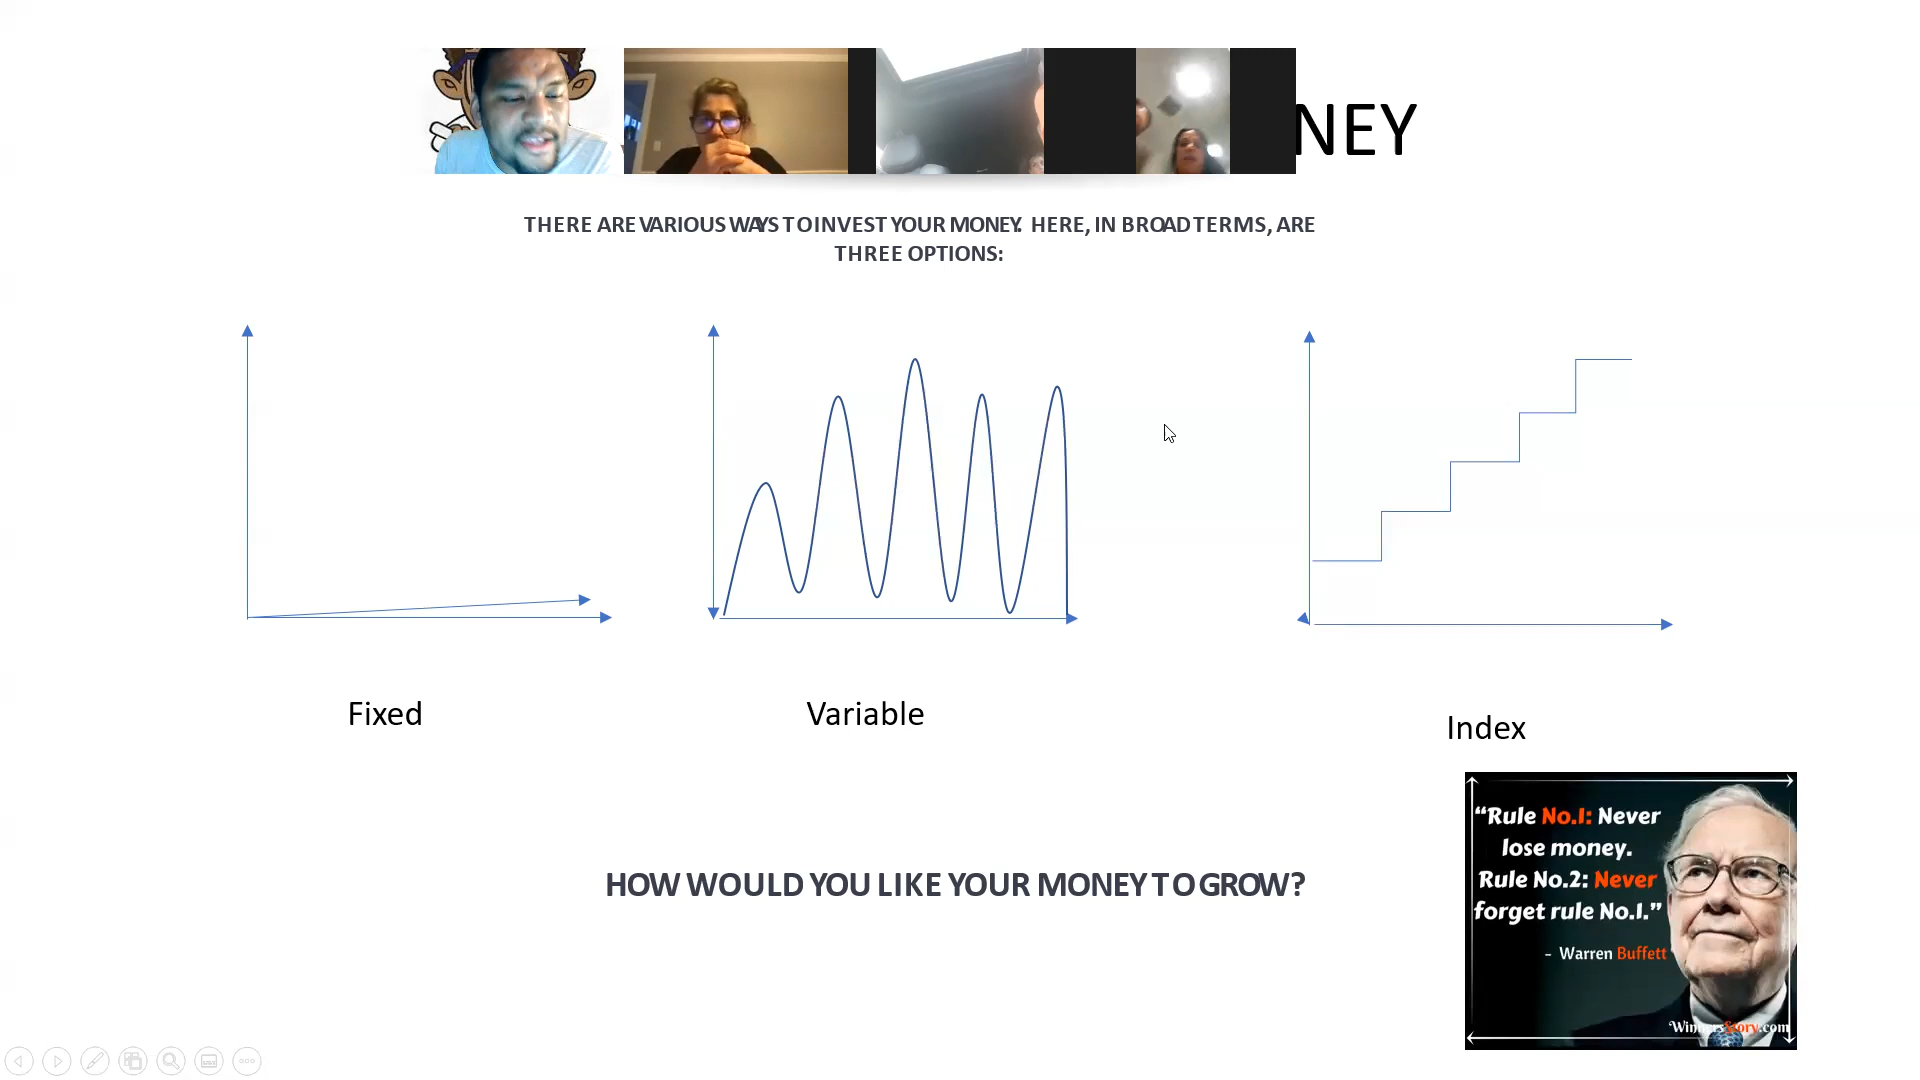 NEY
THERE ARE VARIOUS WAYS TO INVEST YOUR MONEY. HERE, IN BROAD TERMS, ARE
THREE OPTIONS:
Fixed
Variable
Index
HOW WOULD YOU LIKE YOUR MONEY TO GROW?
“Rule No.1: Never
lose money.
Rule No.2: Never
forget rule No.1.”
- Warren Buffett
WinnersStory.com